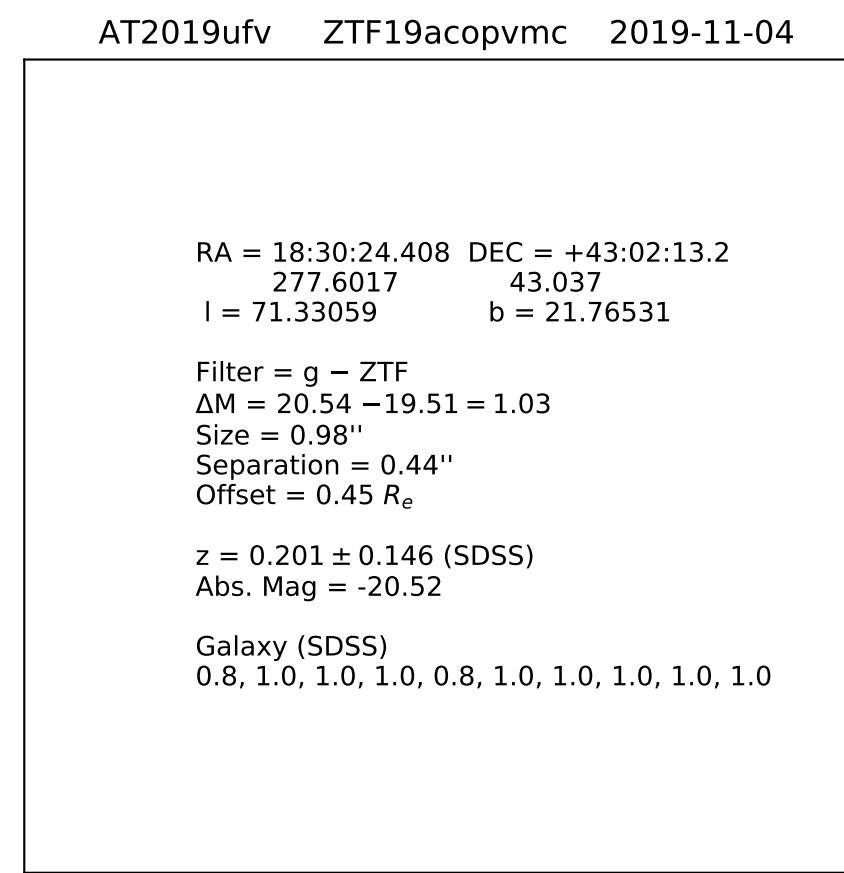 AT2019ufv ZTF19acopvmc 2019-11-04
RA = 18:30:24.408 DEC = +43:02:13.2
277.6017 43.037
l = 71.33059 b = 21.76531
Filter = g − ZTF
ΔM = 20.54 −19.51 = 1.03
Size = 0.98''
Separation = 0.44''
Offset = 0.45 Rₑ
z = 0.201 ± 0.146 (SDSS)
Abs. Mag = -20.52
Galaxy (SDSS)
0.8, 1.0, 1.0, 1.0, 0.8, 1.0, 1.0, 1.0, 1.0, 1.0